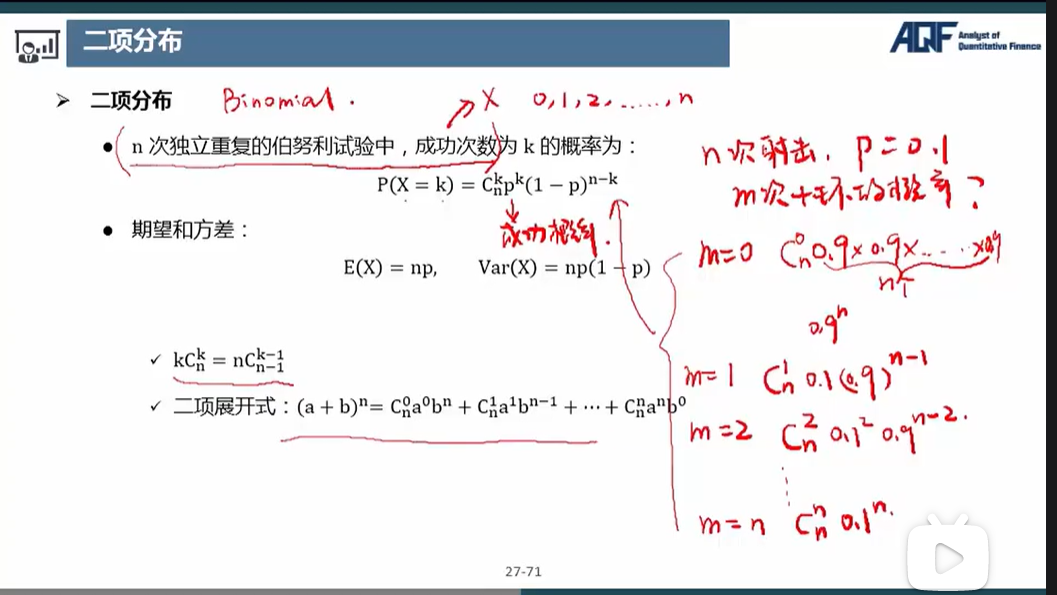 二项分布
AQF Analyst of
Quantitative Finance
➢ 二项分布 Binomial .
X 0, 1, 2, ......, n
● n 次独立重复的伯努利试验中，成功次数为 k 的概率为：
P(X = k) = C_n^k p^k (1 − p)^{n−k}
成功概率.
● 期望和方差：
E(X) = np, Var(X) = np(1 − p)
✓ kC_n^k = nC_{n−1}^{k−1}
✓ 二项展开式：(a + b)^n= C_n^0 a^0 b^n + C_n^1 a^1 b^{n−1} + ⋯ + C_n^n a^n b^0
n次射击. P=0.1
m次十环的概率？
m=0 C_n^0 0.9×0.9×......×0.9
n个
0.9^n
m=1 C_n^1 0.1(0.9)^{n-1}
m=2 C_n^2 0.1^2 0.9^{n-2}.
m=n C_n^n 0.1^n.
27-71